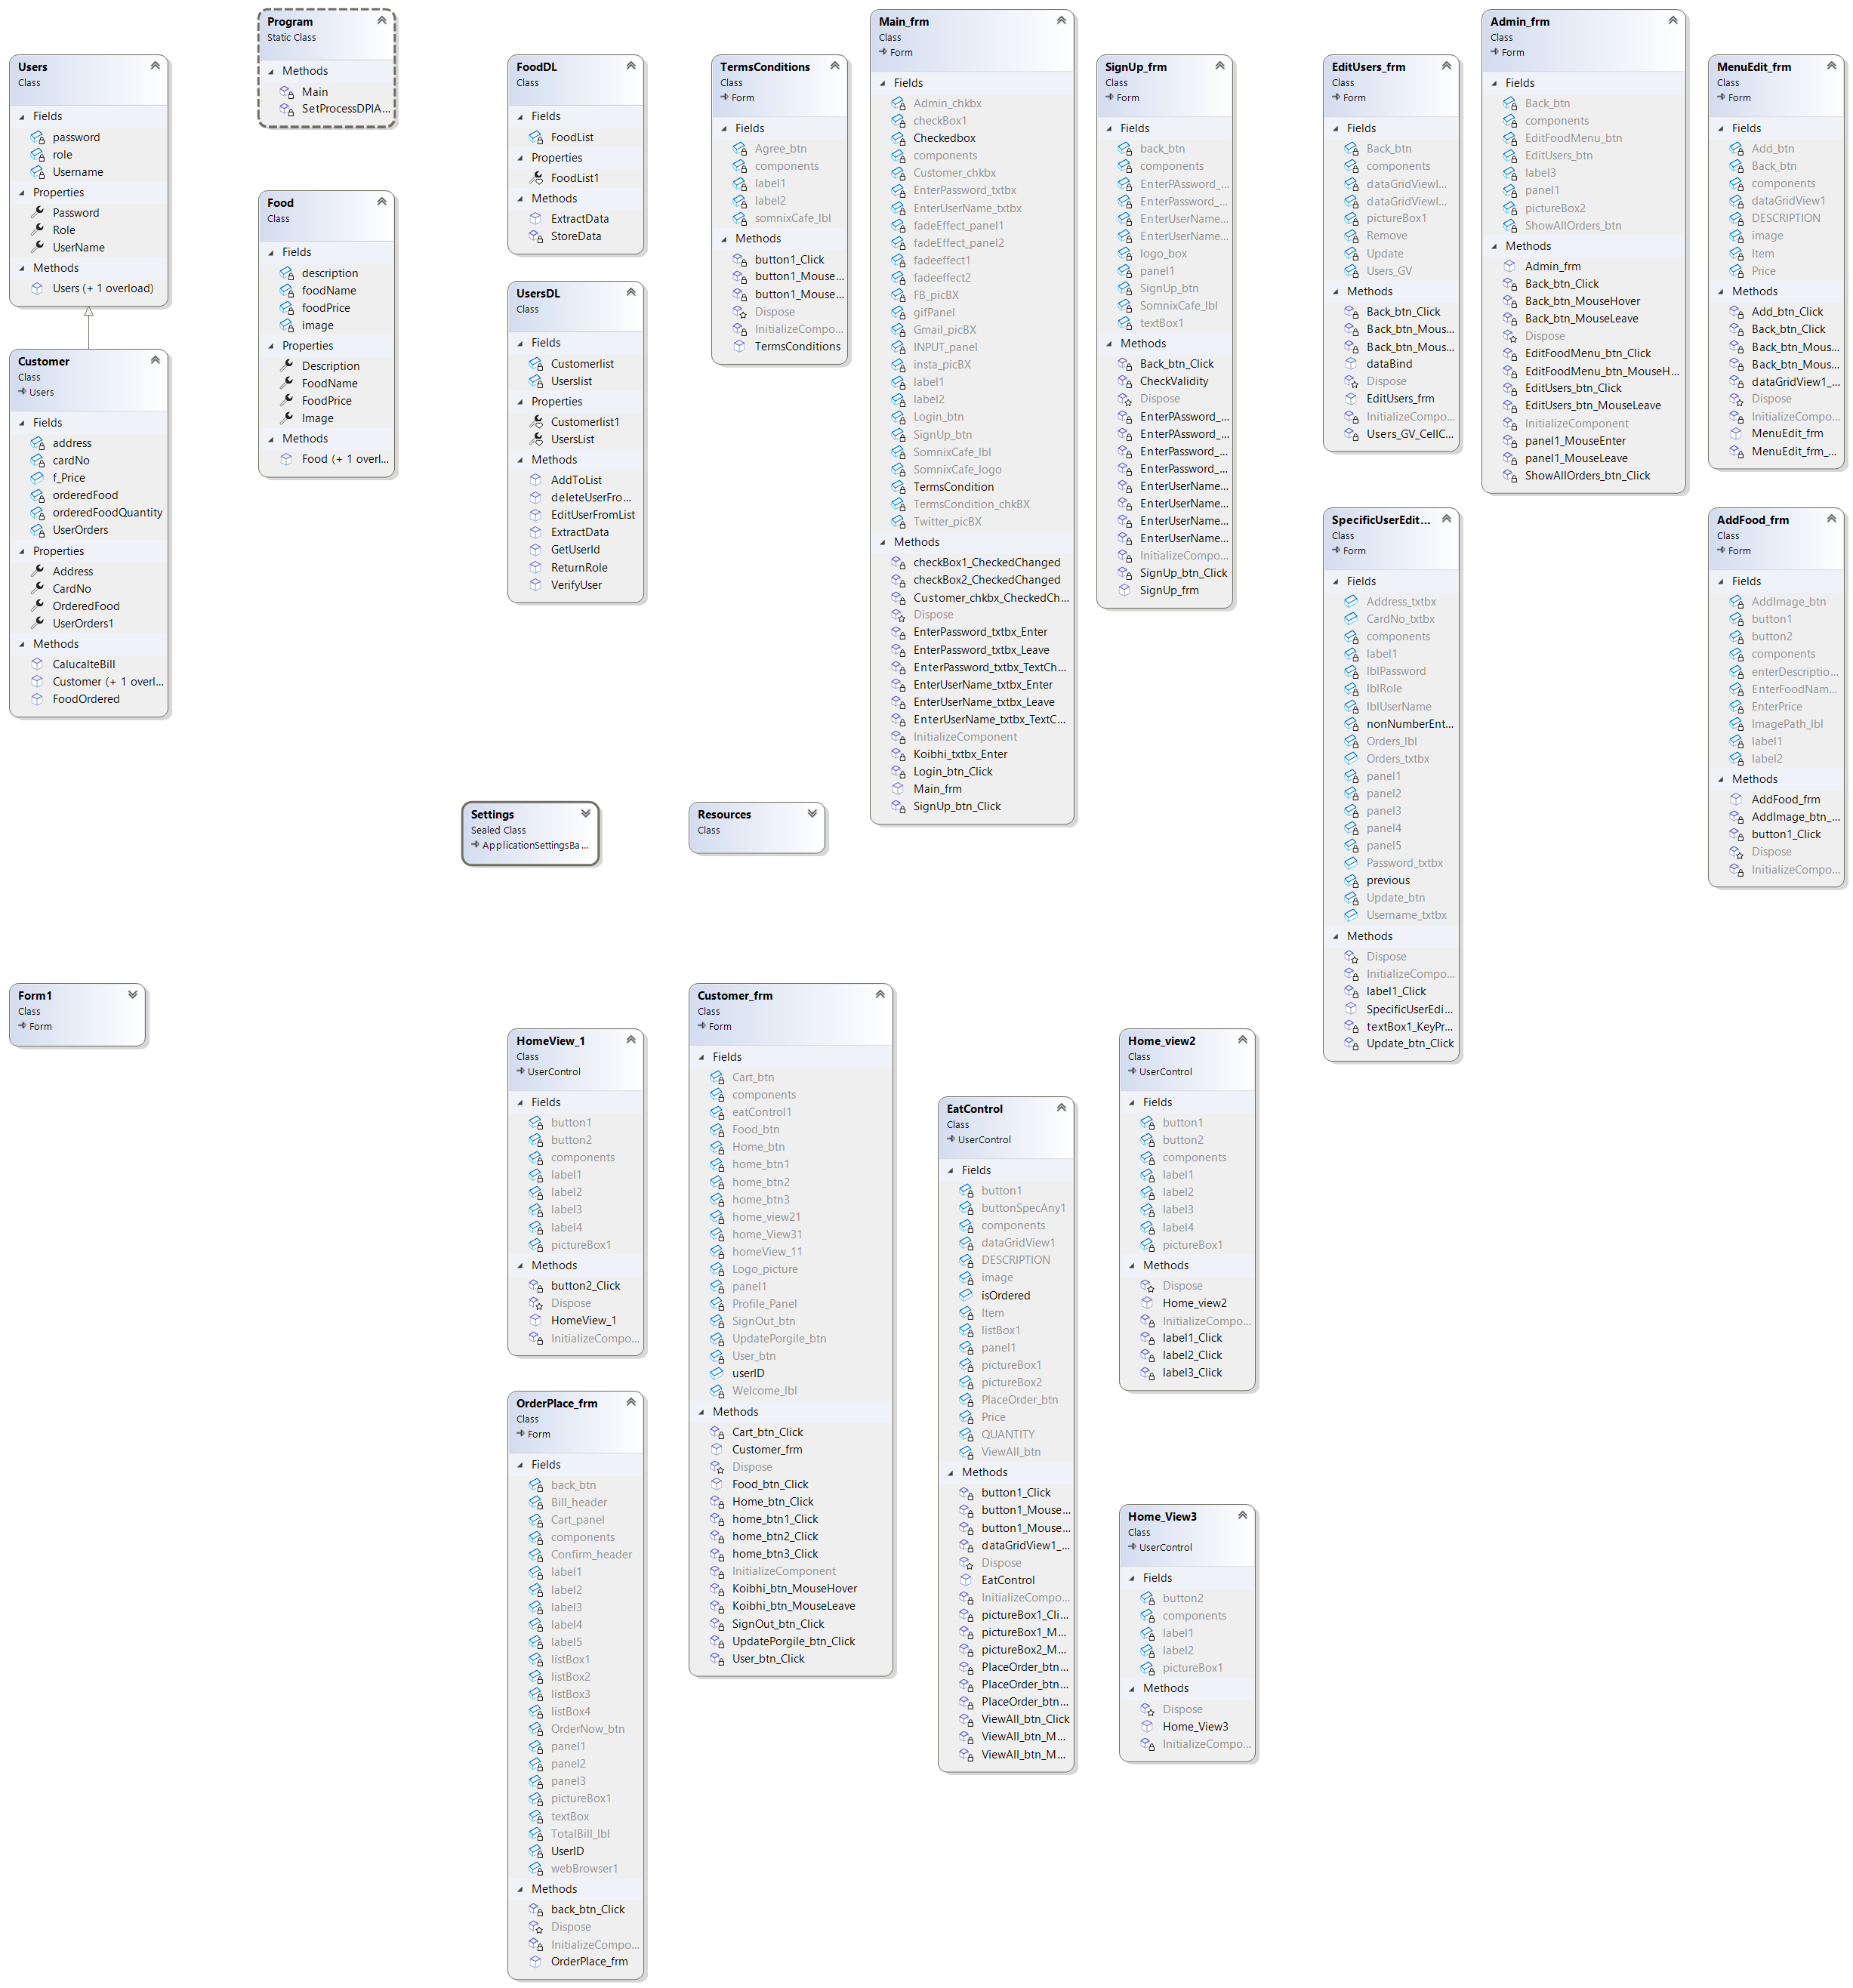 Users
Class
Fields
password
role
Username
Properties
Password
Role
UserName
Methods
Users (+ 1 overload)
Customer
Class
Users
Fields
address
cardNo
f_Price
orderedFood
orderedFoodQuantity
UserOrders
Properties
Address
CardNo
OrderedFood
UserOrders1
Methods
CalucalteBill
Customer (+ 1 overl...
FoodOrdered
Program
Static Class
Methods
Main
SetProcessDPIA...
Food
Class
Fields
description
foodName
foodPrice
image
Properties
Description
FoodName
FoodPrice
Image
Methods
Food (+ 1 overl...
FoodDL
Class
Fields
FoodList
Properties
FoodList1
Methods
ExtractData
StoreData
UsersDL
Class
Fields
Customerlist
Userslist
Properties
Customerlist1
UsersList
Methods
AddToList
deleteUserFro...
EditUserFromList
ExtractData
GetUserId
ReturnRole
VerifyUser
TermsConditions
Class
Form
Fields
Agree_btn
components
label1
label2
somnixCafe_lbl
Methods
button1_Click
button1_Mouse...
button1_Mouse...
Dispose
InitializeCompo...
TermsConditions
Main_frm
Class
Form
Fields
Admin_chkbx
checkBox1
Checkedbox
components
Customer_chkbx
EnterPassword_txtbx
EnterUserName_txtbx
fadeEffect_panel1
fadeEffect_panel2
fadeeffect1
fadeeffect2
FB_picBX
gifPanel
Gmail_picBX
INPUT_panel
insta_picBX
label1
label2
Login_btn
SignUp_btn
SomnixCafe_lbl
SomnixCafe_logo
TermsCondition
TermsCondition_chkBX
Twitter_picBX
Methods
checkBox1_CheckedChanged
checkBox2_CheckedChanged
Customer_chkbx_CheckedCh...
Dispose
EnterPassword_txtbx_Enter
EnterPassword_txtbx_Leave
EnterPassword_txtbx_TextCh...
EnterUserName_txtbx_Enter
EnterUserName_txtbx_Leave
EnterUserName_txtbx_TextC...
InitializeComponent
Koibhi_txtbx_Enter
Login_btn_Click
Main_frm
SignUp_btn_Click
SignUp_frm
Class
Form
Fields
back_btn
components
EnterPAssword_...
EnterPassword_...
EnterUserName...
EnterUserName...
logo_box
panel1
SignUp_btn
SomnixCafe_lbl
textBox1
Methods
Back_btn_Click
CheckValidity
Dispose
EnterPAssword_...
EnterPAssword_...
EnterPassword_...
EnterPassword_...
EnterUserName...
EnterUserName...
EnterUserName...
EnterUserName...
InitializeCompo...
SignUp_btn_Click
SignUp_frm
EditUsers_frm
Class
Form
Fields
Back_btn
components
dataGridViewI...
dataGridViewI...
pictureBox1
Remove
Update
Users_GV
Methods
Back_btn_Click
Back_btn_Mous...
Back_btn_Mous...
dataBind
Dispose
EditUsers_frm
InitializeCompo...
Users_GV_CellC...
Admin_frm
Class
Form
Fields
Back_btn
components
EditFoodMenu_btn
EditUsers_btn
label3
panel1
pictureBox2
ShowAllOrders_btn
Methods
Admin_frm
Back_btn_Click
Back_btn_MouseHover
Back_btn_MouseLeave
Dispose
EditFoodMenu_btn_Click
EditFoodMenu_btn_MouseH...
EditUsers_btn_Click
EditUsers_btn_MouseLeave
InitializeComponent
panel1_MouseEnter
panel1_MouseLeave
ShowAllOrders_btn_Click
MenuEdit_frm
Class
Form
Fields
Add_btn
Back_btn
components
dataGridView1
DESCRIPTION
image
Item
Price
Methods
Add_btn_Click
Back_btn_Click
Back_btn_Mous...
Back_btn_Mous...
dataGridView1_...
Dispose
InitializeCompo...
MenuEdit_frm
MenuEdit_frm_...
SpecificUserEdit...
Class
Form
Fields
Address_txtbx
CardNo_txtbx
components
label1
lblPassword
lblRole
lblUserName
nonNumberEnt...
Orders_lbl
Orders_txtbx
panel1
panel2
panel3
panel4
panel5
Password_txtbx
previous
Update_btn
Username_txtbx
Methods
Dispose
InitializeCompo...
label1_Click
SpecificUserEdi...
textBox1_KeyPr...
Update_btn_Click
AddFood_frm
Class
Form
Fields
AddImage_btn
button1
button2
components
enterDescriptio...
EnterFoodNam...
EnterPrice
ImagePath_lbl
label1
label2
Methods
AddFood_frm
AddImage_btn_...
button1_Click
Dispose
InitializeCompo...
Settings
Sealed Class
ApplicationSettingsBa...
Resources
Class
Form1
Class
Form
HomeView_1
Class
UserControl
Fields
button1
button2
components
label1
label2
label3
label4
pictureBox1
Methods
button2_Click
Dispose
HomeView_1
InitializeCompo...
OrderPlace_frm
Class
Form
Fields
back_btn
Bill_header
Cart_panel
components
Confirm_header
label1
label2
label3
label4
label5
listBox1
listBox2
listBox3
listBox4
OrderNow_btn
panel1
panel2
panel3
pictureBox1
textBox
TotalBill_lbl
UserID
webBrowser1
Methods
back_btn_Click
Dispose
InitializeCompo...
OrderPlace_frm
Customer_frm
Class
Form
Fields
Cart_btn
components
eatControl1
Food_btn
Home_btn
home_btn1
home_btn2
home_btn3
home_view21
home_View31
homeView_11
Logo_picture
panel1
Profile_Panel
SignOut_btn
UpdatePorgile_btn
User_btn
userID
Welcome_lbl
Methods
Cart_btn_Click
Customer_frm
Dispose
Food_btn_Click
Home_btn_Click
home_btn1_Click
home_btn2_Click
home_btn3_Click
InitializeComponent
Koibhi_btn_MouseHover
Koibhi_btn_MouseLeave
SignOut_btn_Click
UpdatePorgile_btn_Click
User_btn_Click
EatControl
Class
UserControl
Fields
button1
buttonSpecAny1
components
dataGridView1
DESCRIPTION
image
isOrdered
Item
listBox1
panel1
pictureBox1
pictureBox2
PlaceOrder_btn
Price
QUANTITY
ViewAll_btn
Methods
button1_Click
button1_Mouse...
button1_Mouse...
dataGridView1_...
Dispose
EatControl
InitializeCompo...
pictureBox1_Cli...
pictureBox1_M...
pictureBox2_M...
PlaceOrder_btn...
PlaceOrder_btn...
PlaceOrder_btn...
ViewAll_btn_Click
ViewAll_btn_M...
ViewAll_btn_M...
Home_view2
Class
UserControl
Fields
button1
button2
components
label1
label2
label3
label4
pictureBox1
Methods
Dispose
Home_view2
InitializeCompo...
label1_Click
label2_Click
label3_Click
Home_View3
Class
UserControl
Fields
button2
components
label1
label2
pictureBox1
Methods
Dispose
Home_View3
InitializeCompo...